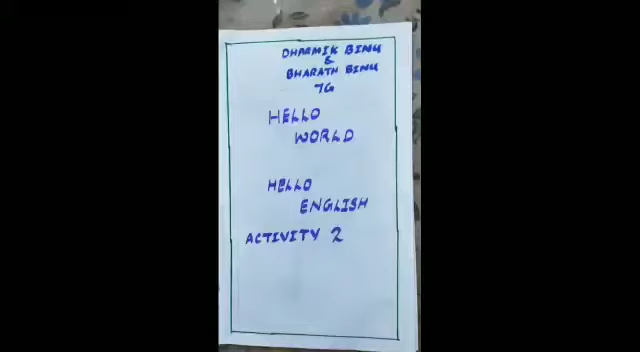 DHARMIK BINU
&
BHARATH BINU
7G
HELLO
WORLD
HELLO
ENGLISH
ACTIVITY 2